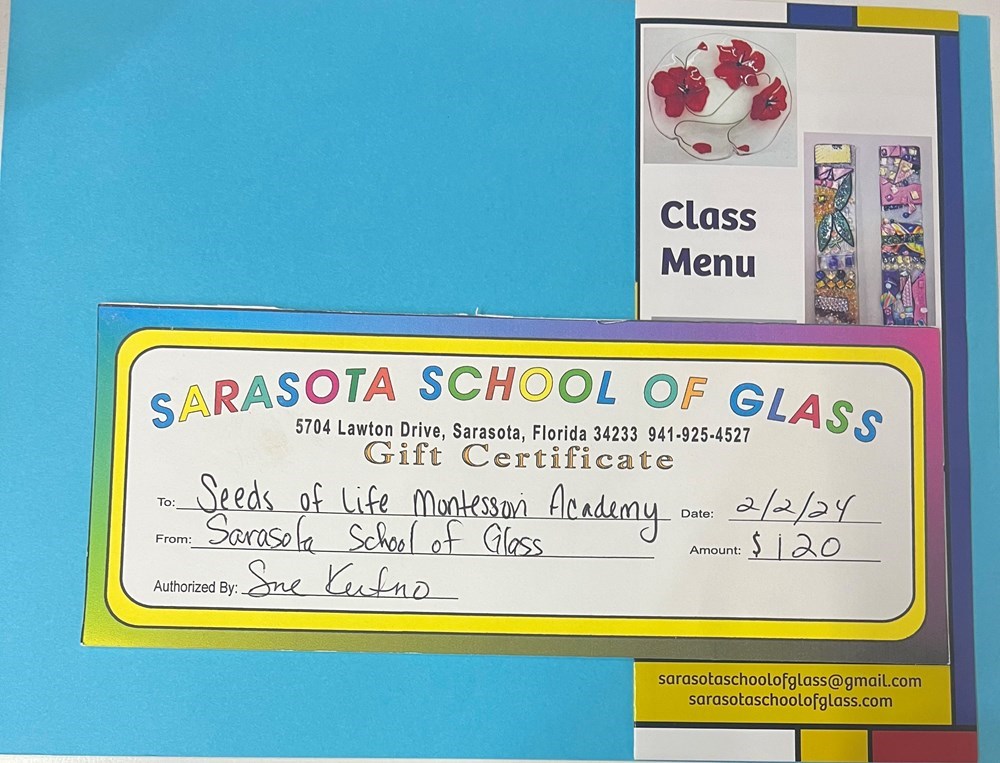 Class
Menu
SARASOTA SCHOOL OF GLASS
5704 Lawton Drive, Sarasota, Florida 34233 941-925-4527
Gift Certificate
To: Seeds of Life Montessori Academy Date: 2/2/24
From: Sarasota School of Glass Amount: $120
Authorized By: Sue
sarasotaschoolofglass@gmail.com
sarasotaschoolofglass.com